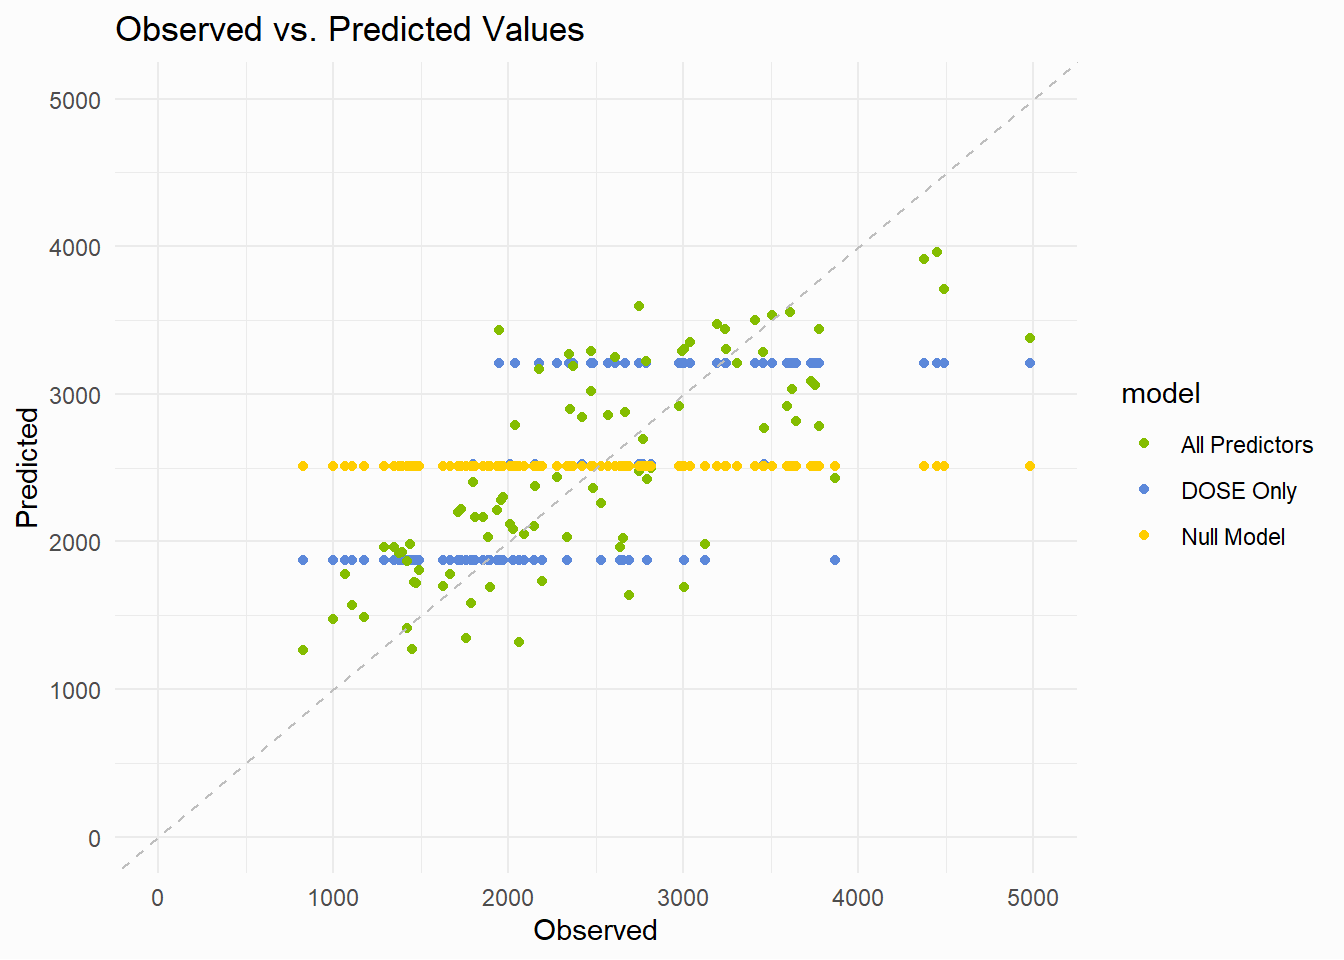 Observed vs. Predicted Values
5000
4000
3000
2000
1000
0
Predicted
0 1000 2000 3000 4000 5000
Observed
model
All Predictors
DOSE Only
Null Model